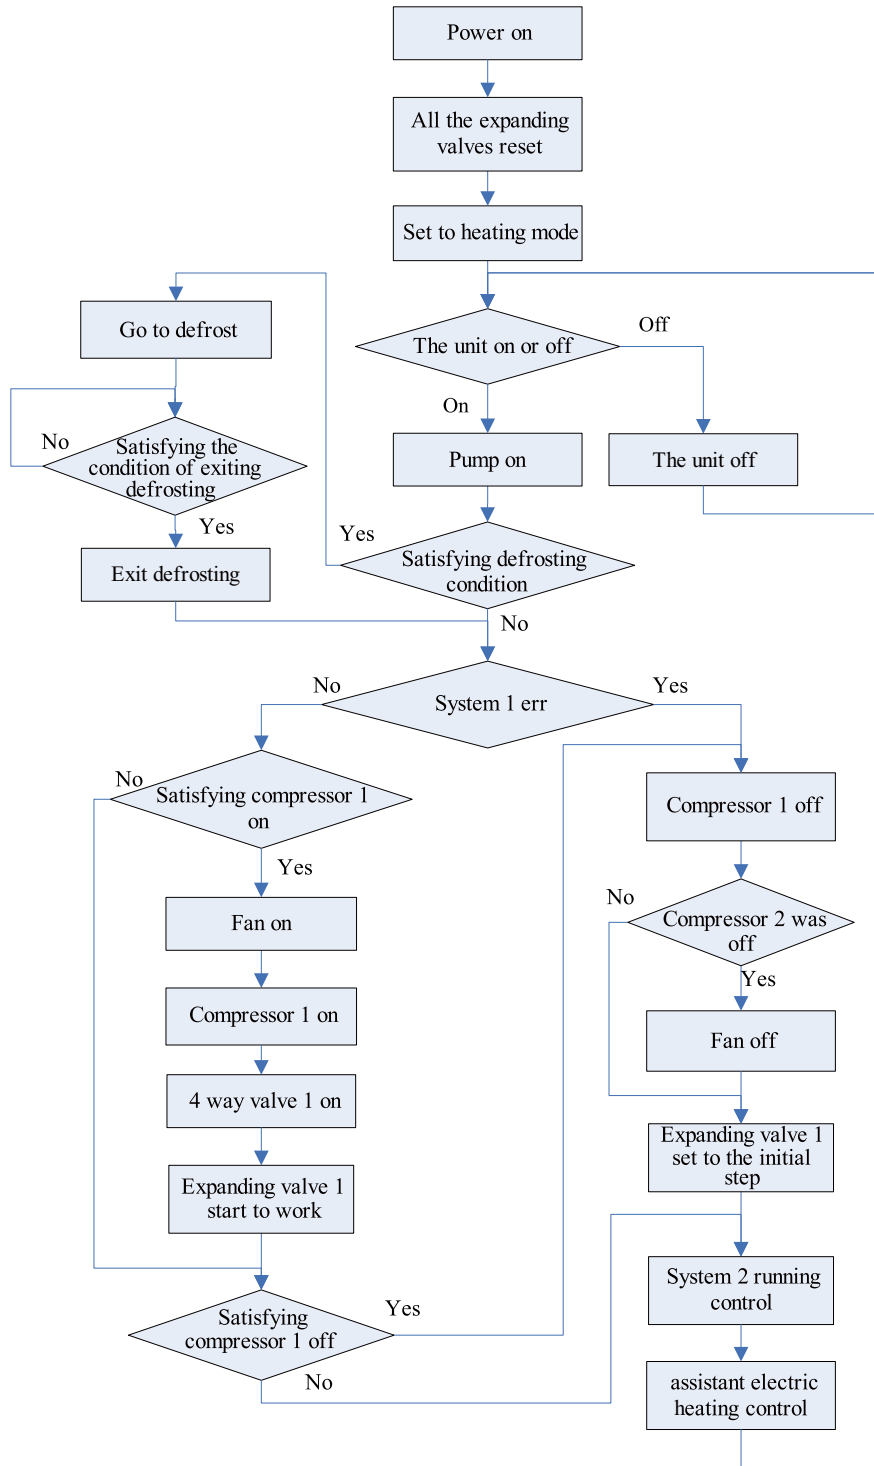 Power on
All the expanding
valves reset
Set to heating mode
Go to defrost
The unit on or off
Off
On
No
Satisfying the
condition of exiting
defrosting
Pump on
The unit off
Yes
Yes
Satisfying defrosting
condition
Exit defrosting
No
No
System 1 err
Yes
No
Satisfying compressor 1
on
Compressor 1 off
Yes
No
Fan on
Compressor 2 was
off
Yes
Compressor 1 on
Fan off
4 way valve 1 on
Expanding valve 1
set to the initial
step
Expanding valve 1
start to work
System 2 running
control
Satisfying
compressor 1 off
Yes
No
assistant electric
heating control